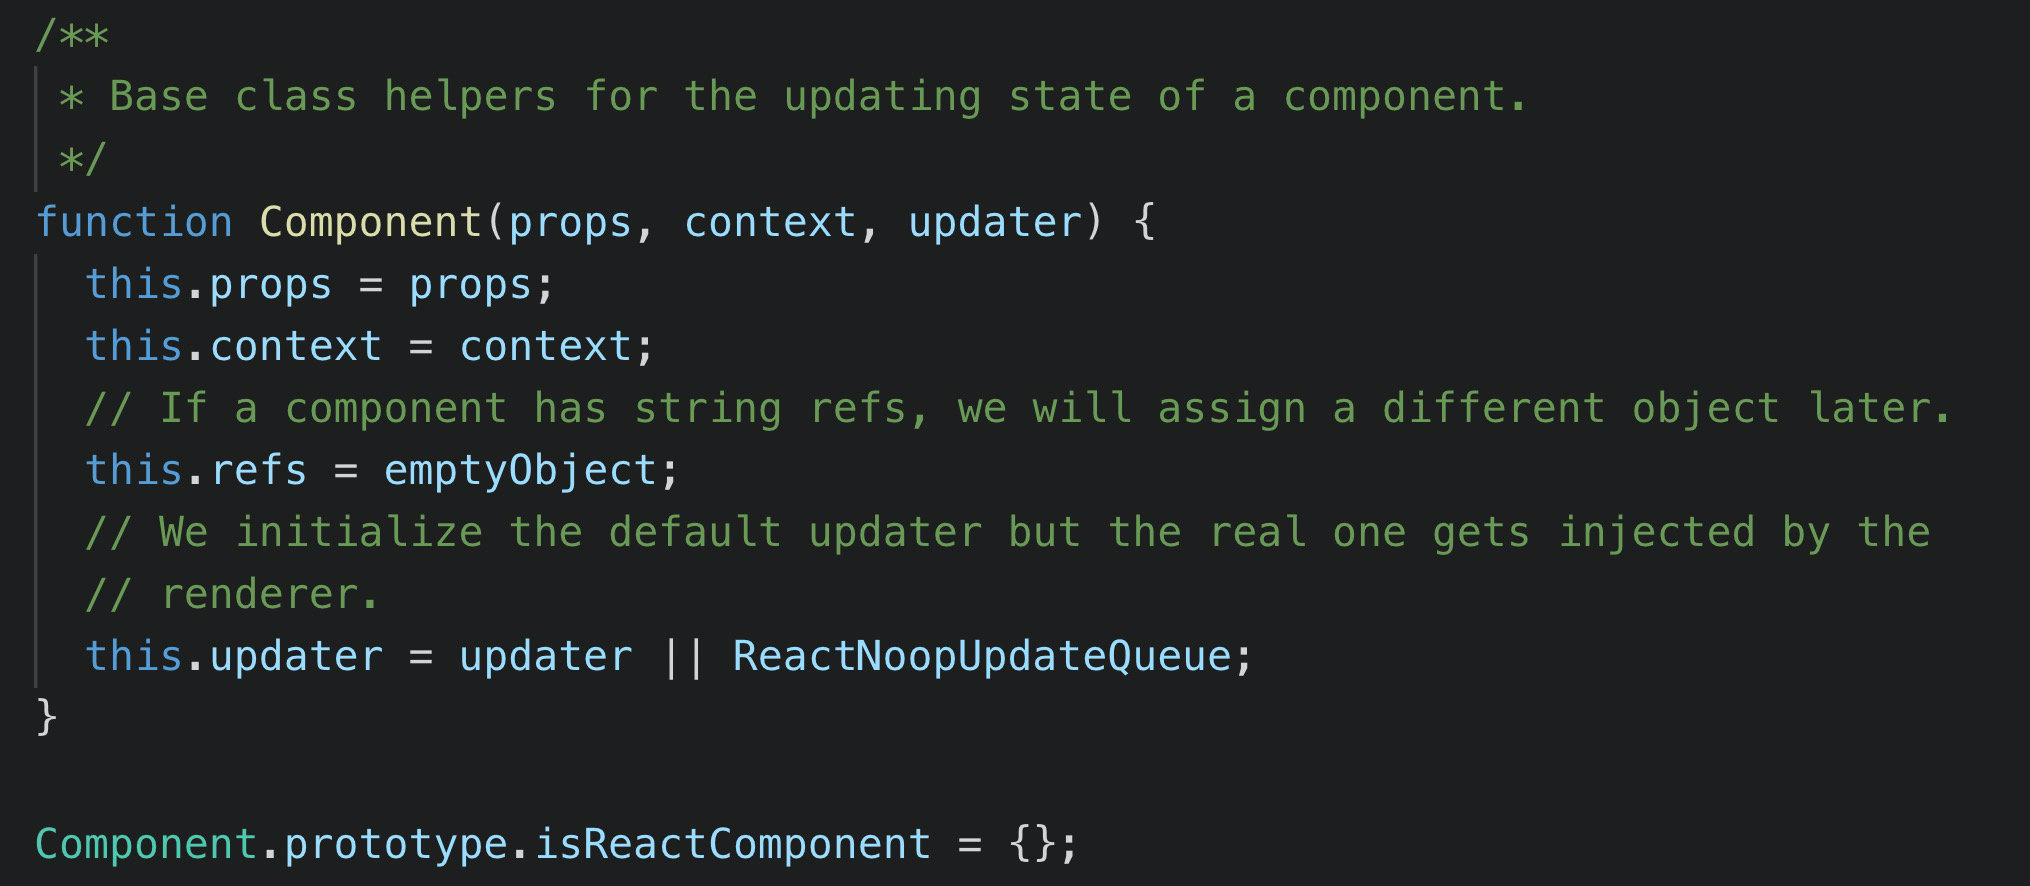 /**
 * Base class helpers for the updating state of a component.
 */
function Component(props, context, updater) {
  this.props = props;
  this.context = context;
  // If a component has string refs, we will assign a different object later.
  this.refs = emptyObject;
  // We initialize the default updater but the real one gets injected by the
  // renderer.
  this.updater = updater || ReactNoopUpdateQueue;
}
Component.prototype.isReactComponent = {};